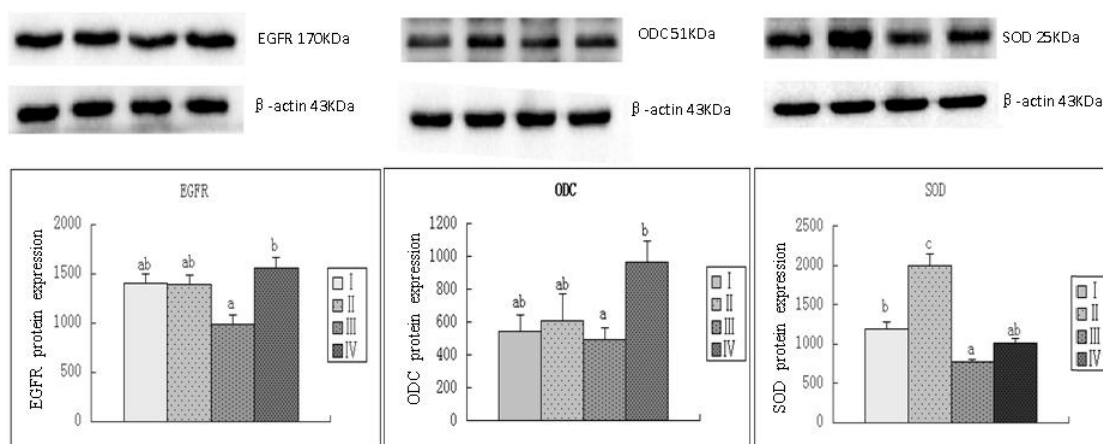 EGFR 170KDa
β-actin 43KDa
ODC51KDa
β-actin 43KDa
SOD 25KDa
β-actin 43KDa
EGFR
EGFR protein expression
2000
1500
1000
500
0
ab
ab
a
b
I
II
III
IV
ODC
ODC protein expression
1200
1000
800
600
400
200
0
ab
ab
a
b
I
II
III
IV
SOD
SOD protein expression
2500
2000
1500
1000
500
0
b
c
a
ab
I
II
III
IV